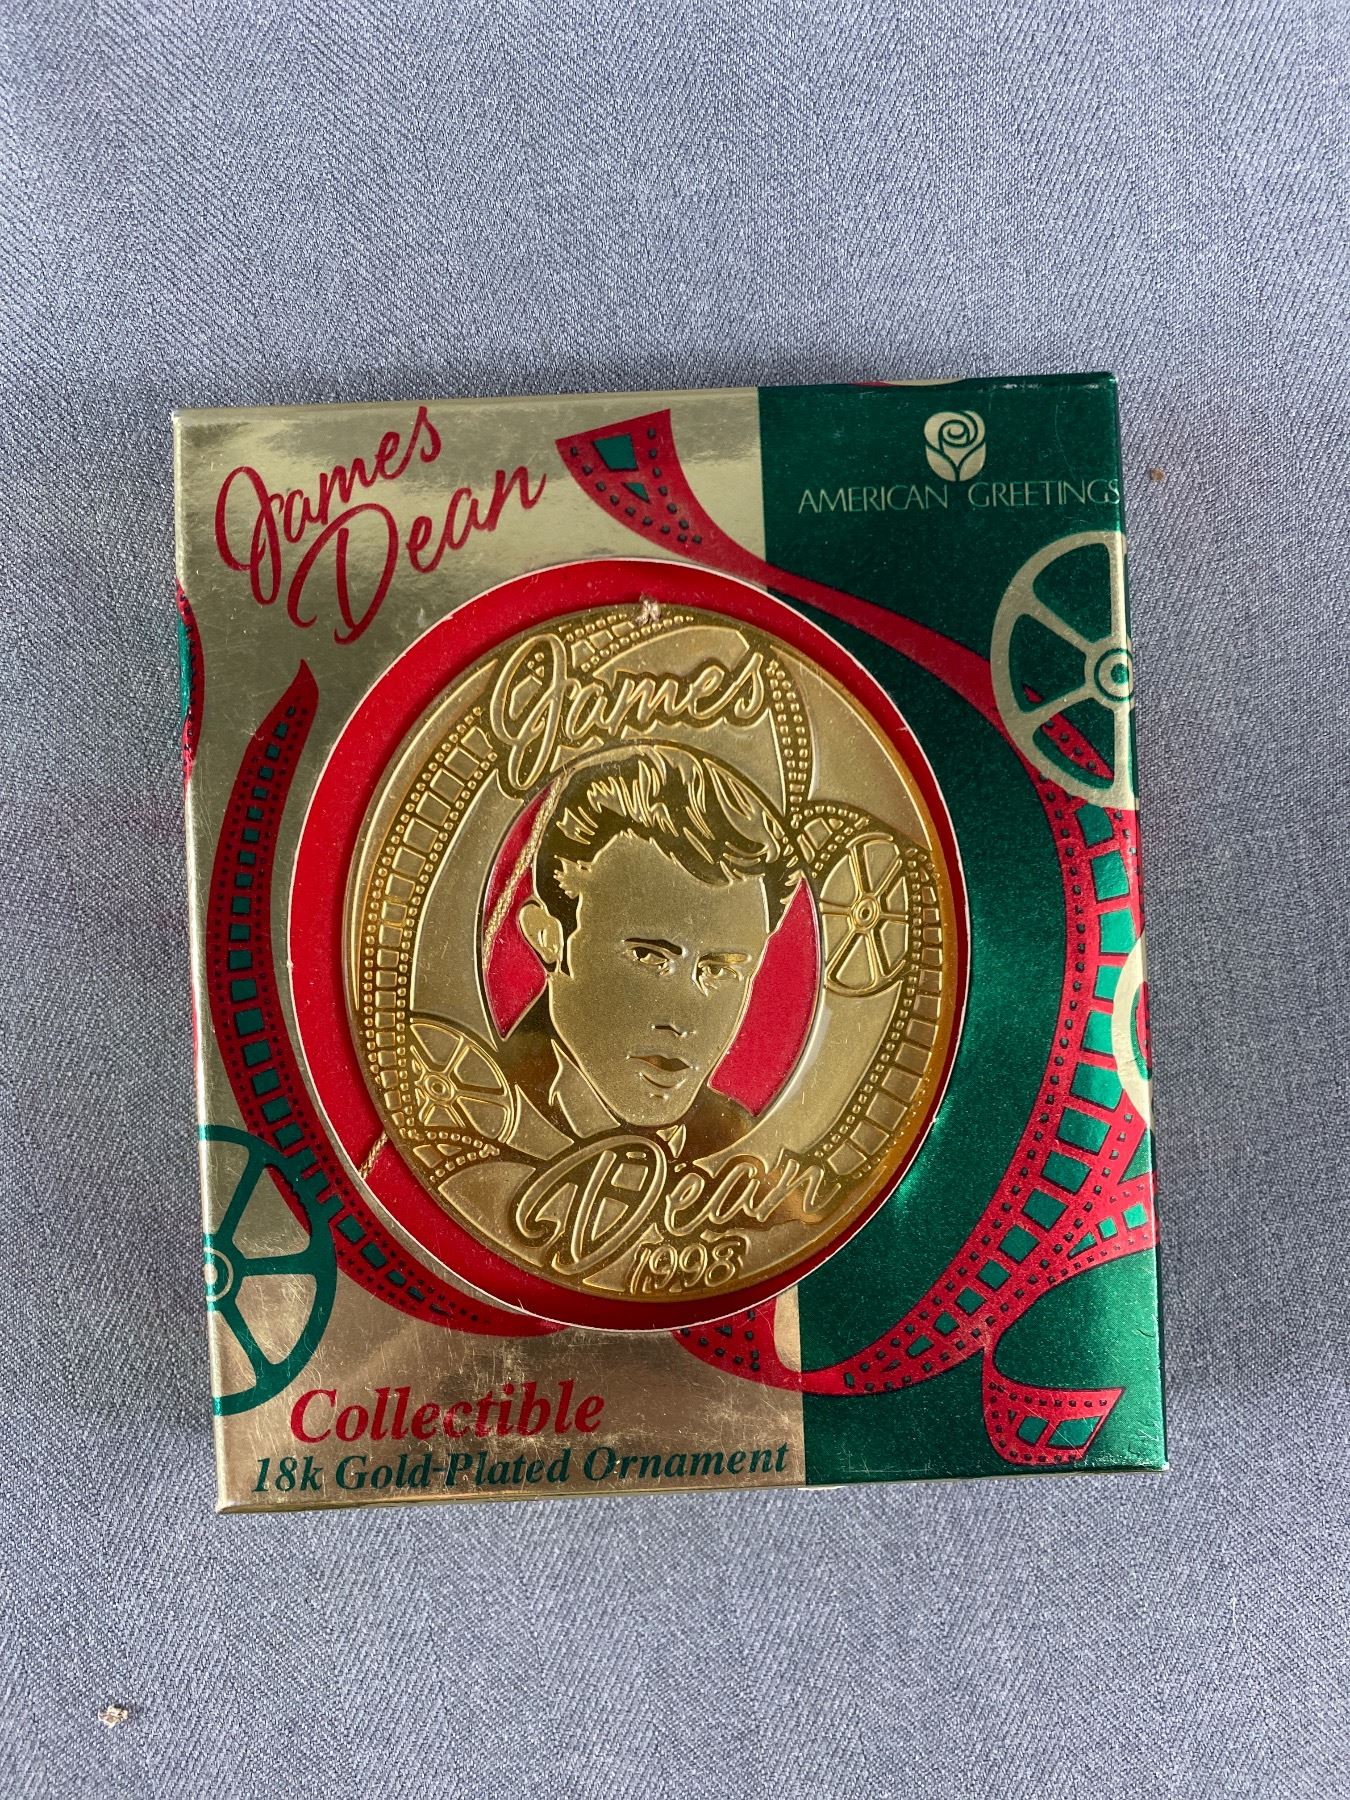 James
Dean
AMERICAN GREETINGS
James
Dean
1998
Collectible
18k Gold-Plated Ornament